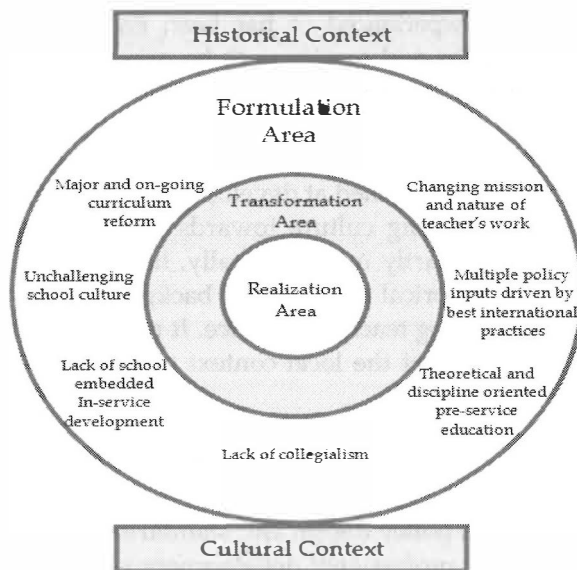 Historical Context
Formulation
Area
Major and on-going
curriculum
reform
Changing mission
and nature of
teacher's work
Transformation
Area
Unchallenging
school culture
Realization
Area
Multiple policy
inputs driven by
best international
practices
Lack of school
embedded
In-service
development
Theoretical and
discipline oriented
pre-service
education
Lack of collegialism
Cultural Context